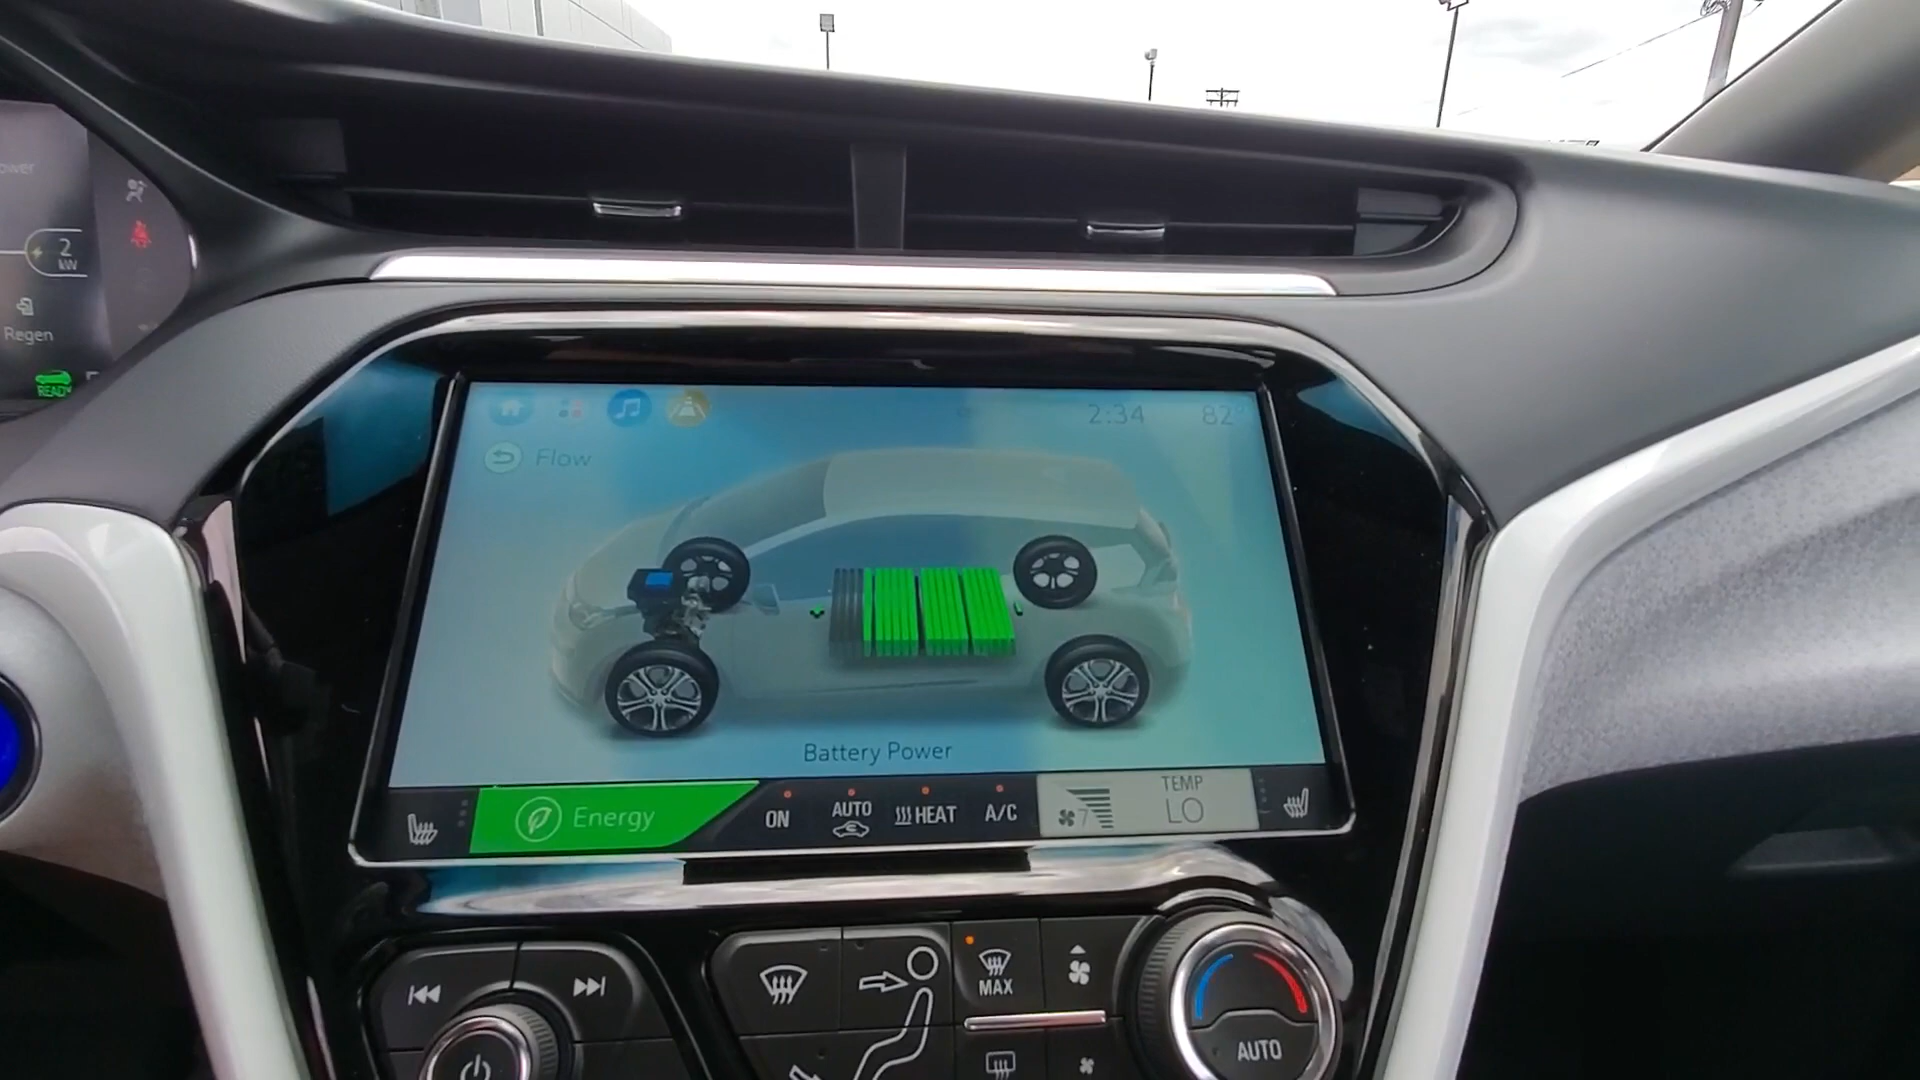 ower
2
kW
Regen
READY
2:34 82°
Flow
Battery Power
Energy
ON
AUTO
HEAT
A/C
7
TEMP
LO
MAX
AUTO